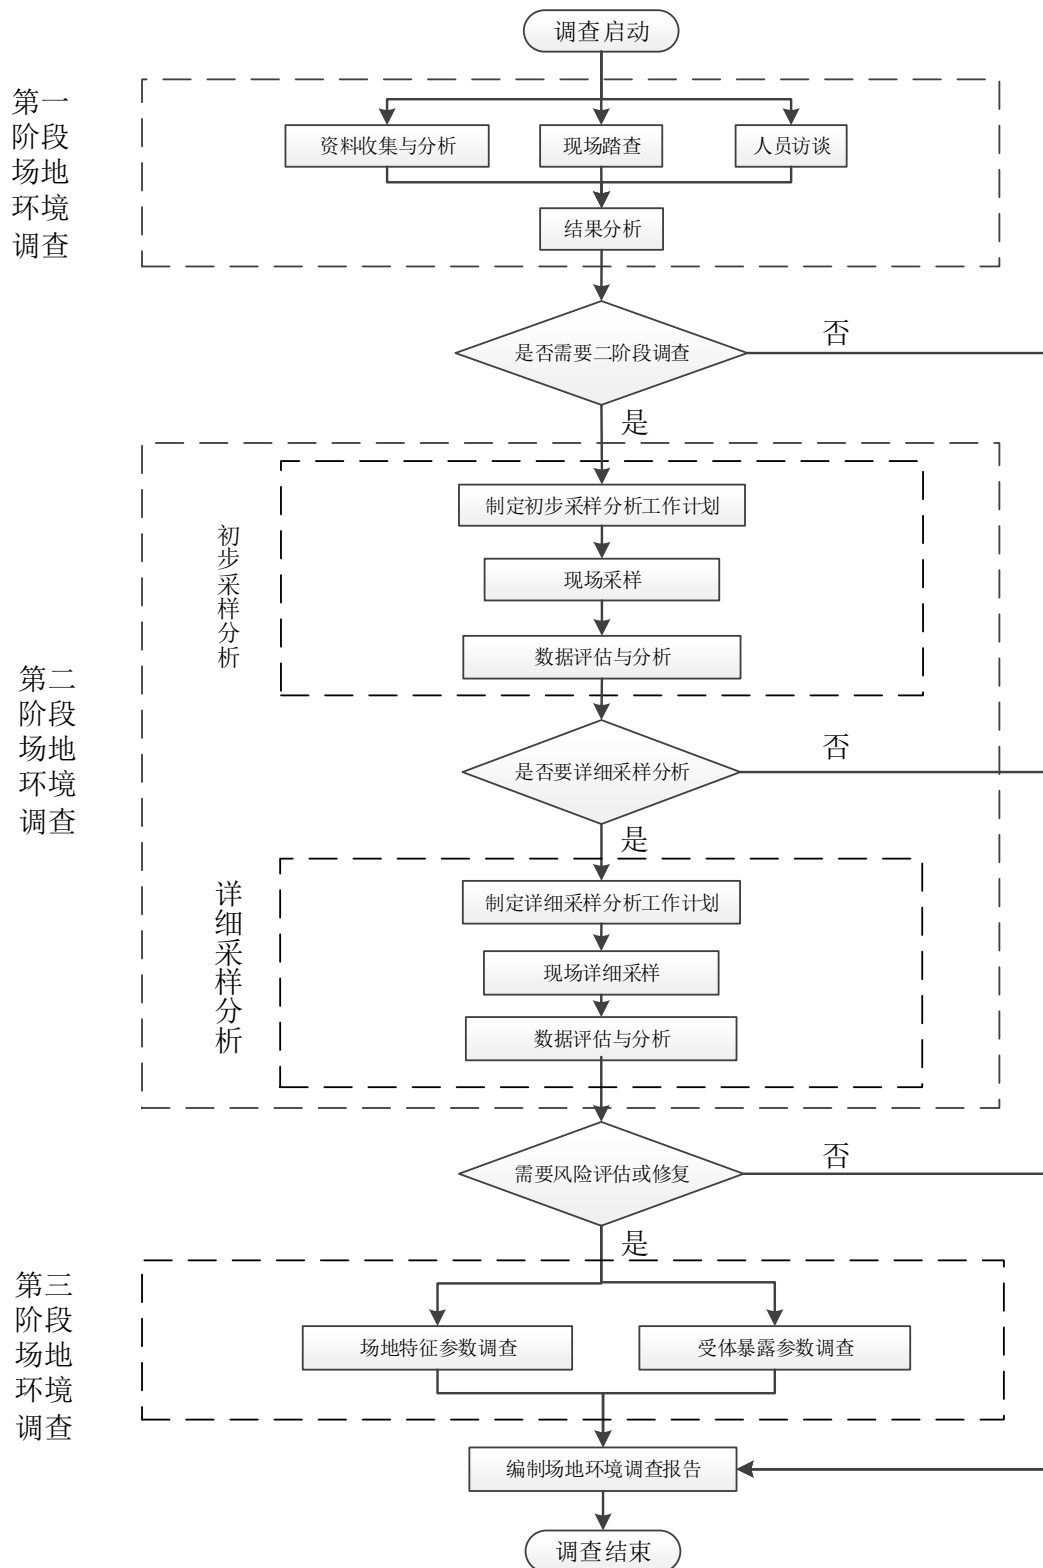 调查启动
第一
阶段
场地
环境
调查
资料收集与分析
现场踏查
人员访谈
结果分析
是否需要二阶段调查
否
是
第二
阶段
场地
环境
调查
初步采样分析
制定初步采样分析工作计划
现场采样
数据评估与分析
是否要详细采样分析
否
是
详细采样分析
制定详细采样分析工作计划
现场详细采样
数据评估与分析
需要风险评估或修复
否
是
第三
阶段
场地
环境
调查
场地特征参数调查
受体暴露参数调查
编制场地环境调查报告
调查结束